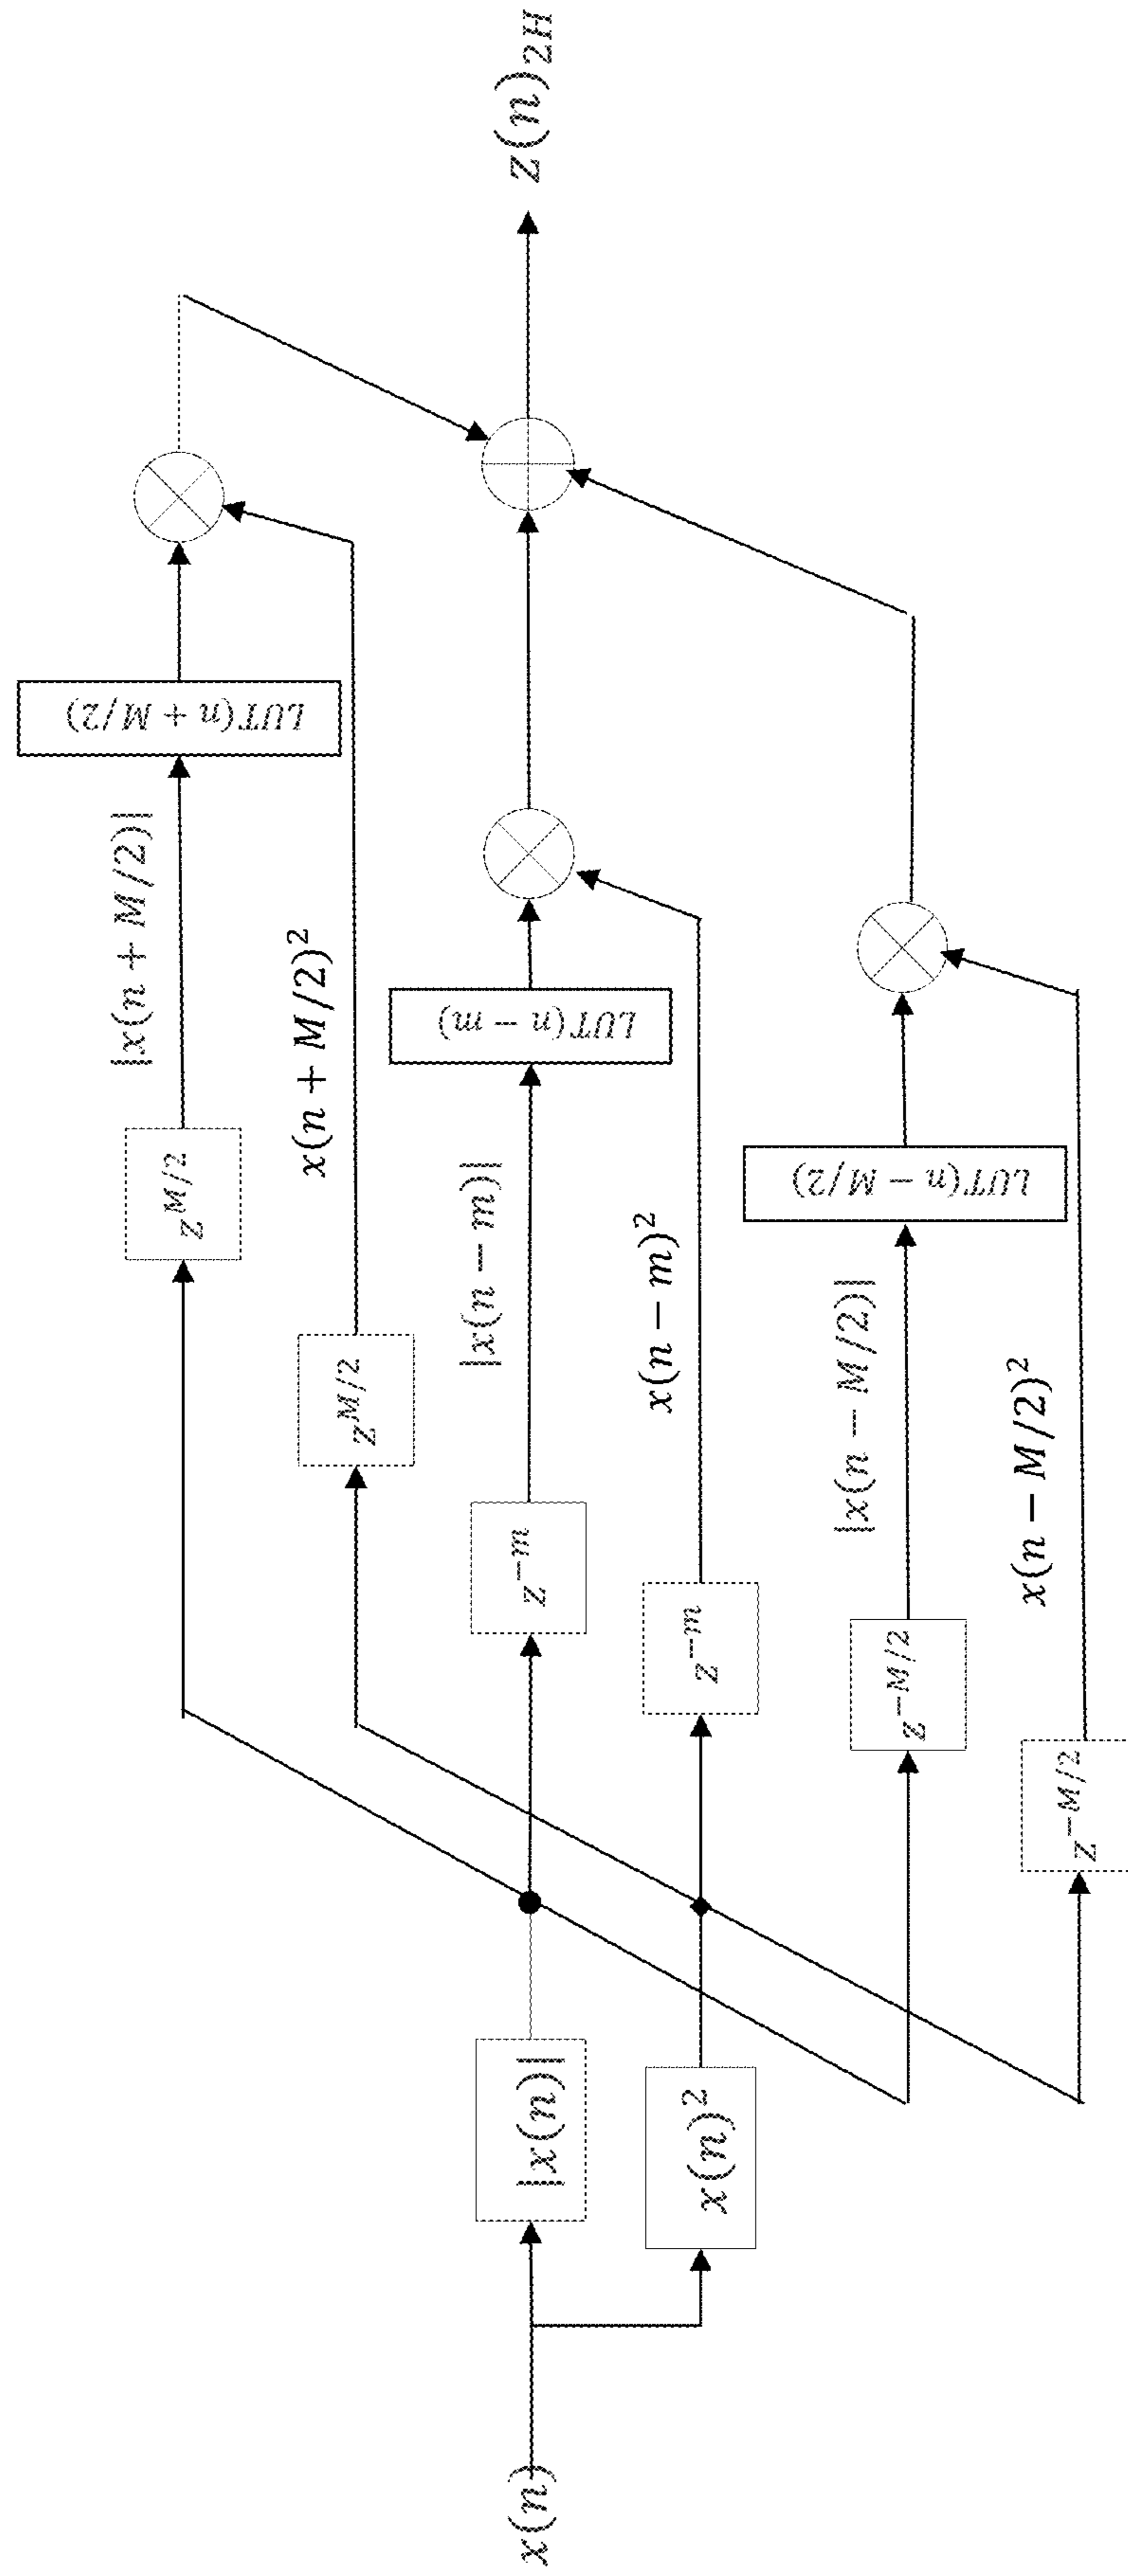 x(n)
|x(n)|
x(n)²
z^{M/2}
|x(n + M/2)|
LUT(n + M/2)
z^{M/2}
x(n + M/2)²
z^{−m}
|x(n − m)|
LUT(n − m)
z^{−m}
x(n − m)²
z^{−M/2}
|x(n − M/2)|
LUT(n − M/2)
z^{−M/2}
x(n − M/2)²
z(n)_{2H}